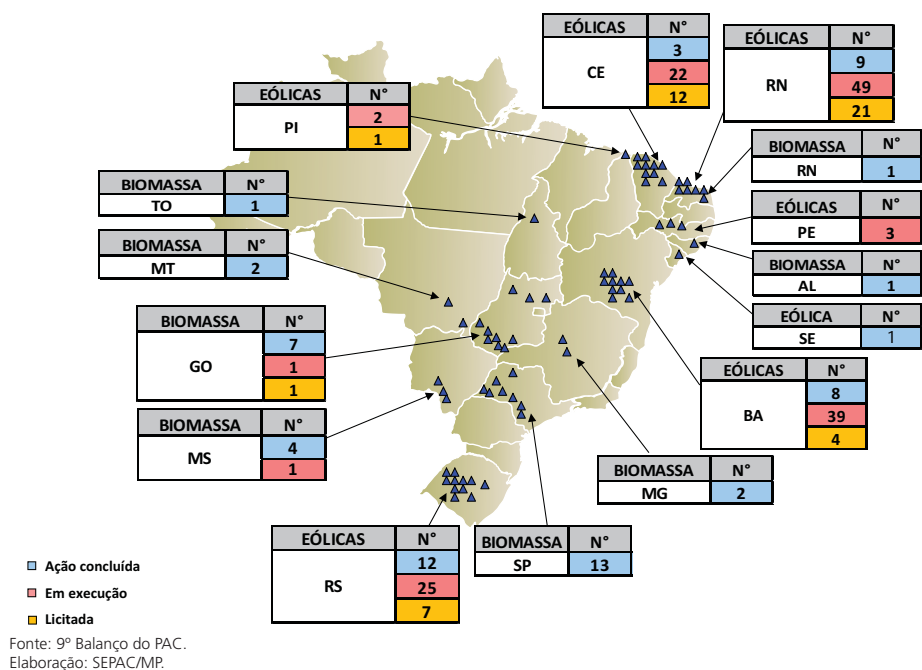 EÓLICAS N°
CE
3
22
12
EÓLICAS N°
RN
9
49
21
EÓLICAS N°
PI
2
1
BIOMASSA N°
RN 1
BIOMASSA N°
TO 1
EÓLICAS N°
PE 3
BIOMASSA N°
MT 2
BIOMASSA N°
AL 1
EÓLICA N°
SE 1
BIOMASSA N°
GO
7
1
1
EÓLICAS N°
BA
8
39
4
BIOMASSA N°
MS
4
1
BIOMASSA N°
MG 2
EÓLICAS N°
RS
12
25
7
BIOMASSA N°
SP 13
Ação concluída
Em execução
Licitada
Fonte: 9º Balanço do PAC.
Elaboração: SEPAC/MP.